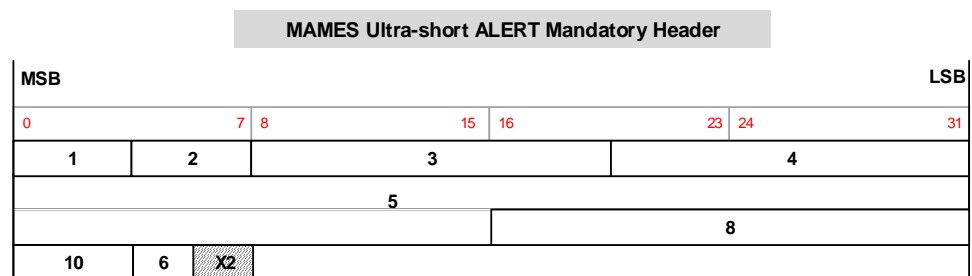 MAMES Ultra-short ALERT Mandatory Header
MSB LSB
0 7 8 15 16 23 24 31
1 2 3 4
5
8
10 6 X2